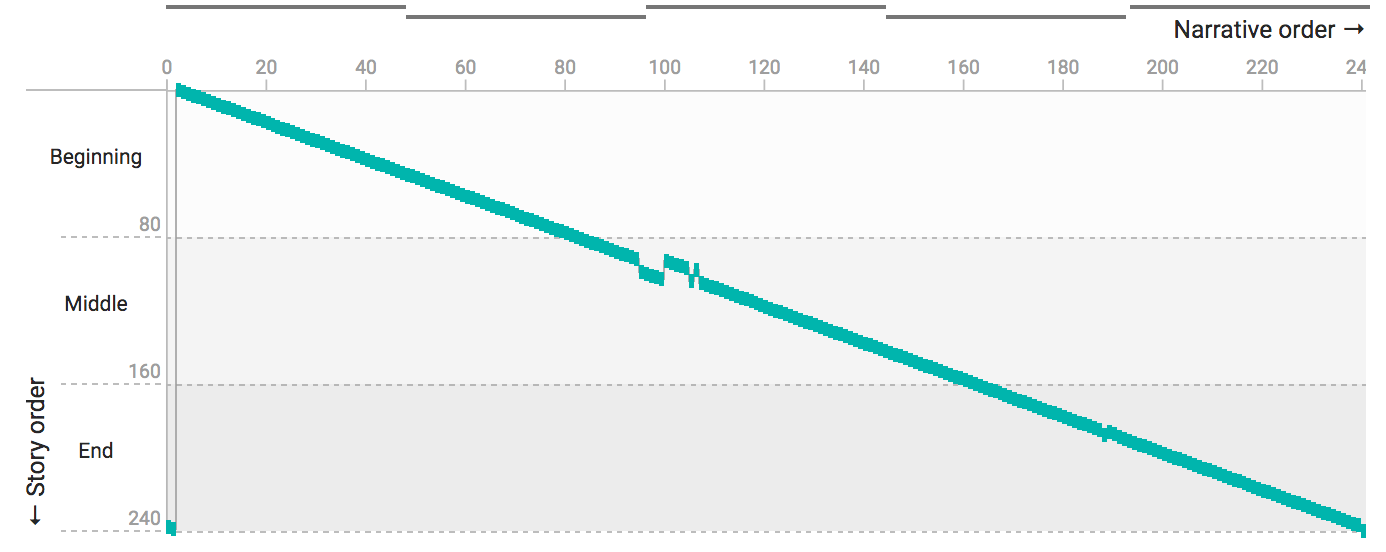 Narrative order →
0 20 40 60 80 100 120 140 160 180 200 220 24
Beginning
80
Middle
160
← Story order
End
240